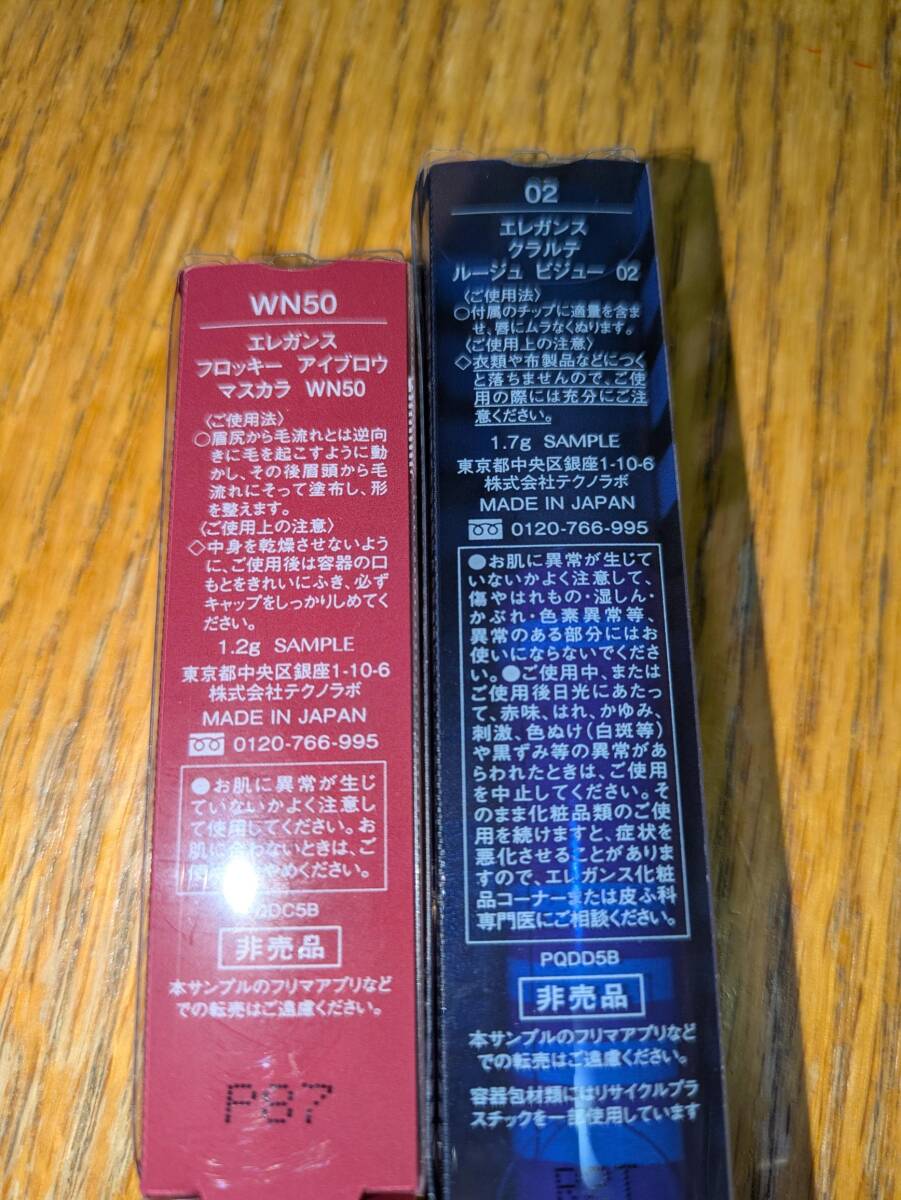 WN50
エレガンス
フロッキー アイブロウ
マスカラ WN50
〈ご使用法〉
○眉尻から毛流れとは逆向
きに毛を起こすように動
かし、その後眉頭から毛
流れにそって塗布し、形
を整えます。
〈ご使用上の注意〉
◇中身を乾燥させないよう
に、ご使用後は容器の口
もとをきれいにふき、必ず
キャップをしっかりしめてく
ださい。
1.2g SAMPLE
東京都中央区銀座1-10-6
株式会社テクノラボ
MADE IN JAPAN
0120-766-995
●お肌に異常が生じ
ていないかよく注意し
て使用してください。お
肌に合わないときは、ご
使用をおやめください。
PQDC5B
非売品
本サンプルのフリマアプリなど
での転売はご遠慮ください。
P87
02
エレガンス
クラルテ
ルージュ ビジュー 02
〈ご使用法〉
○付属のチップに適量を含ま
せ、唇にムラなくぬります。
〈ご使用上の注意〉
◇衣類や布製品などにつく
と落ちませんので、ご使
用の際には充分にご注
意ください。
1.7g SAMPLE
東京都中央区銀座1-10-6
株式会社テクノラボ
MADE IN JAPAN
0120-766-995
●お肌に異常が生じて
いないかよく注意して、
傷やはれもの・湿しん・
かぶれ・色素異常等、
異常のある部分にはお
使いにならないでくださ
い。●ご使用中、または
ご使用後日光にあたっ
て、赤味、はれ、かゆみ、
刺激、色ぬけ(白斑等)
や黒ずみ等の異常があ
らわれたときは、ご使用
を中止してください。そ
のまま化粧品類のご使
用を続けますと、症状を
悪化させることがありま
すので、エレガンス化粧
品コーナーまたは皮ふ科
専門医にご相談ください。
PQDD5B
非売品
本サンプルのフリマアプリなど
での転売はご遠慮ください。
容器包材類にはリサイクルプラ
スチックを一部使用しています